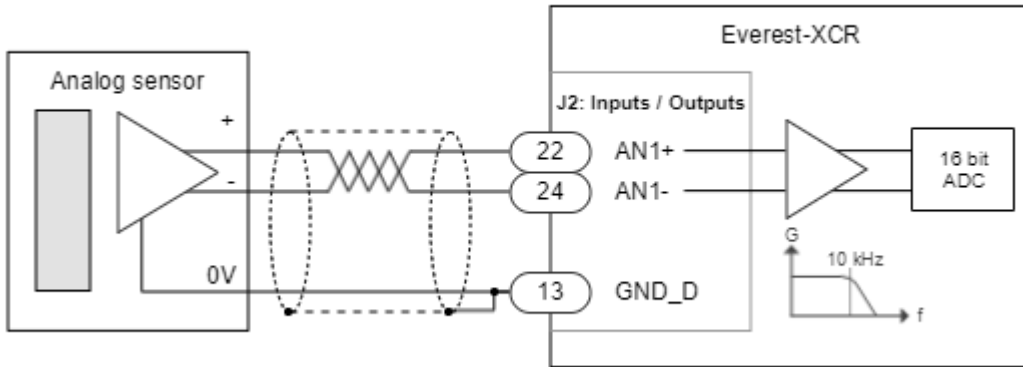 Everest-XCR
Analog sensor
J2: Inputs / Outputs
+
22
AN1+
-
24
AN1-
16 bit
ADC
G
10 kHz
0V
13
GND_D
f